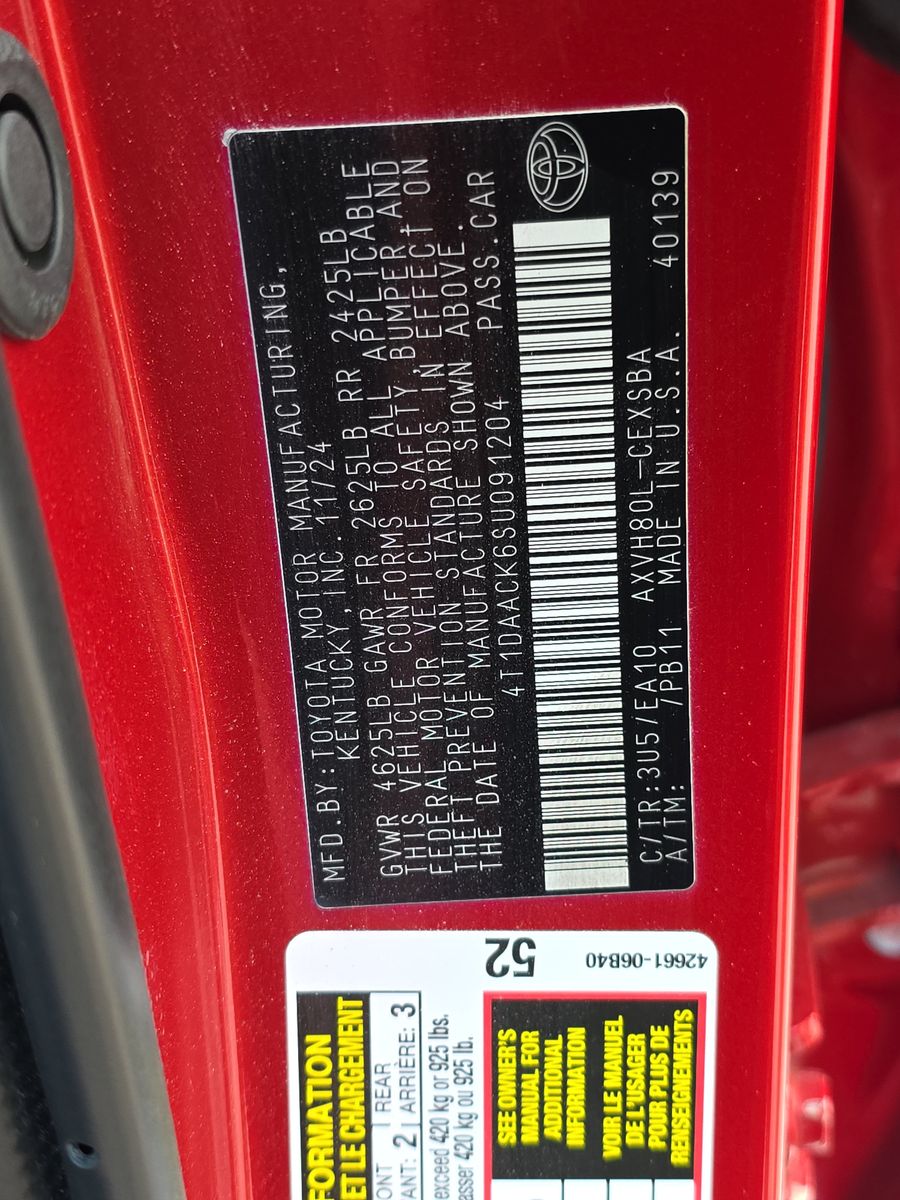 MFD.BY:TOYOTA MOTOR MANUFACTURING,
KENTUCKY,INC.11/24
GVWR 4625LB GAWR FR 2625LB RR 2425LB
THIS VEHICLE CONFORMS TO ALL APPLICABLE
FEDERAL MOTOR VEHICLE SAFETY,BUMPER,AND
THEFT PREVENTION STANDARDS IN EFFECT ON
THE DATE OF MANUFACTURE SHOWN ABOVE.
4T1DAACK6SU091204 PASS.CAR
C/TR:3U5/EA10 AXVH80L-CEXSBA
A/TM: /PB11 MADE IN U.S.A. 40139
52
42661-06B40
ET LE CHARGEMENT
REAR
2 ARRIÈRE: 3
exceed 420 kg or 925 lbs.
420 kg ou 925 lb.
SEE OWNER'S
MANUAL FOR
ADDITIONAL
INFORMATION
VOIR LE MANUEL
DE L'USAGER
POUR PLUS DE
RENSEIGNEMENTS